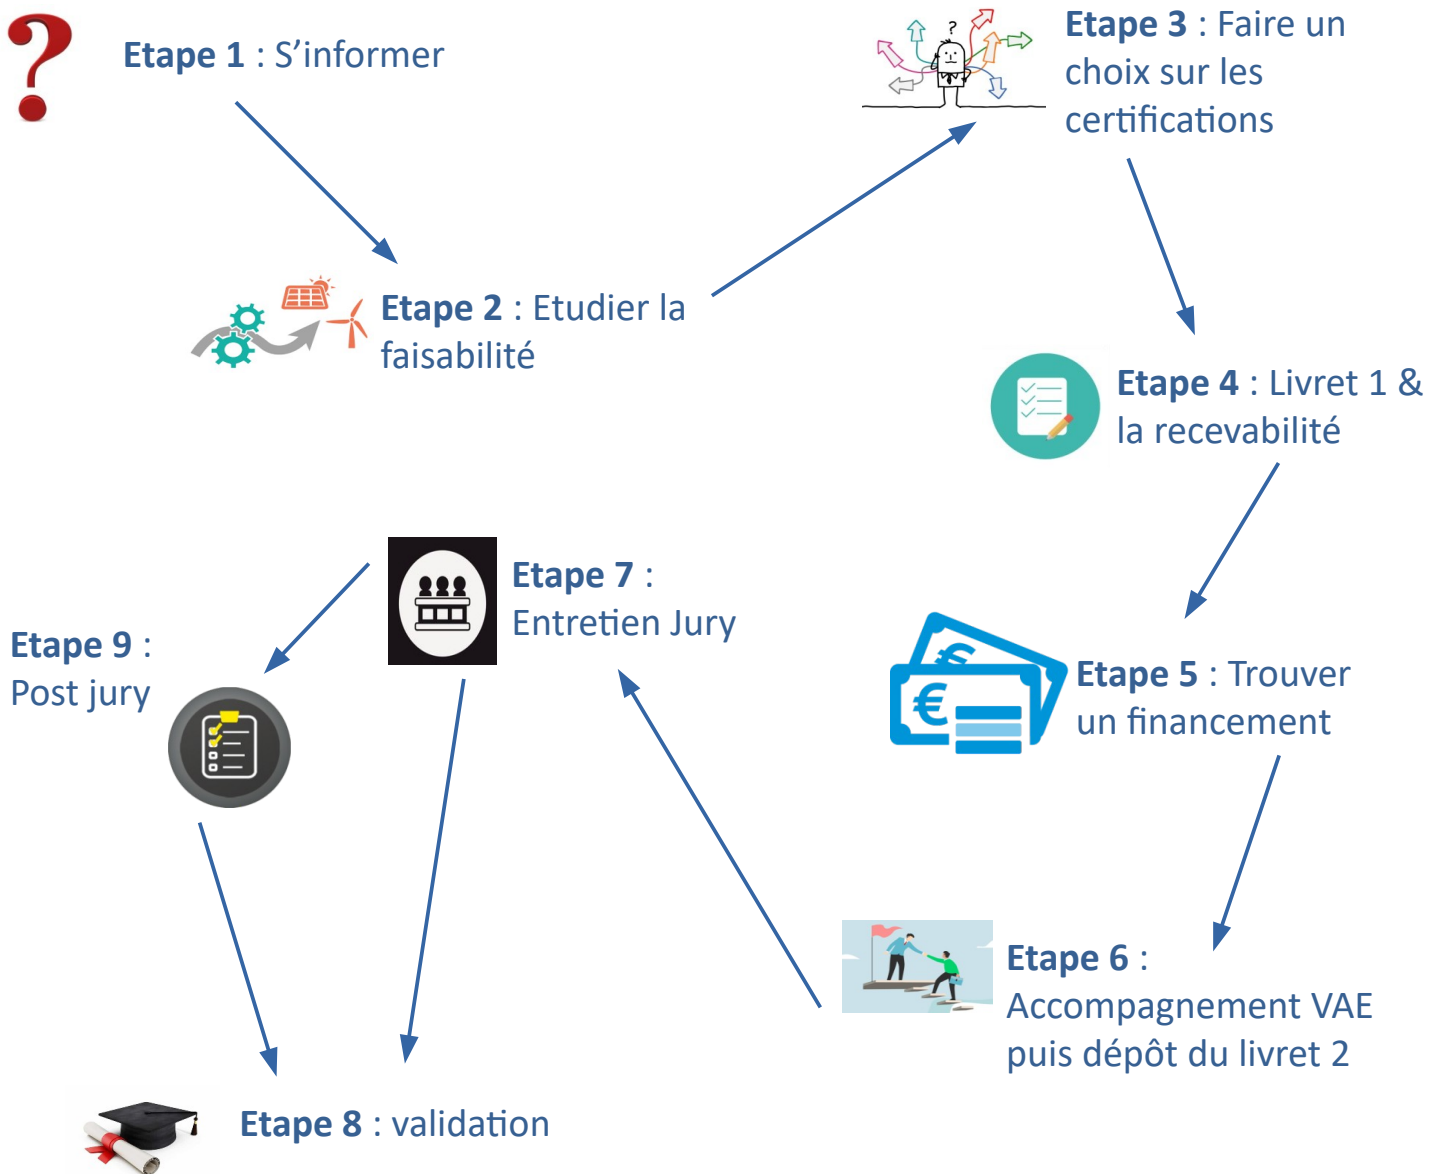 ?
Etape 1 : S’informer
?
Etape 3 : Faire un
choix sur les
certifications
Etape 2 : Etudier la
faisabilité
Etape 4 : Livret 1 &
la recevabilité
Etape 5 : Trouver
un financement
€
€
Etape 6 :
Accompagnement VAE
puis dépôt du livret 2
Etape 7 :
Entretien Jury
Etape 9 :
Post jury
Etape 8 : validation